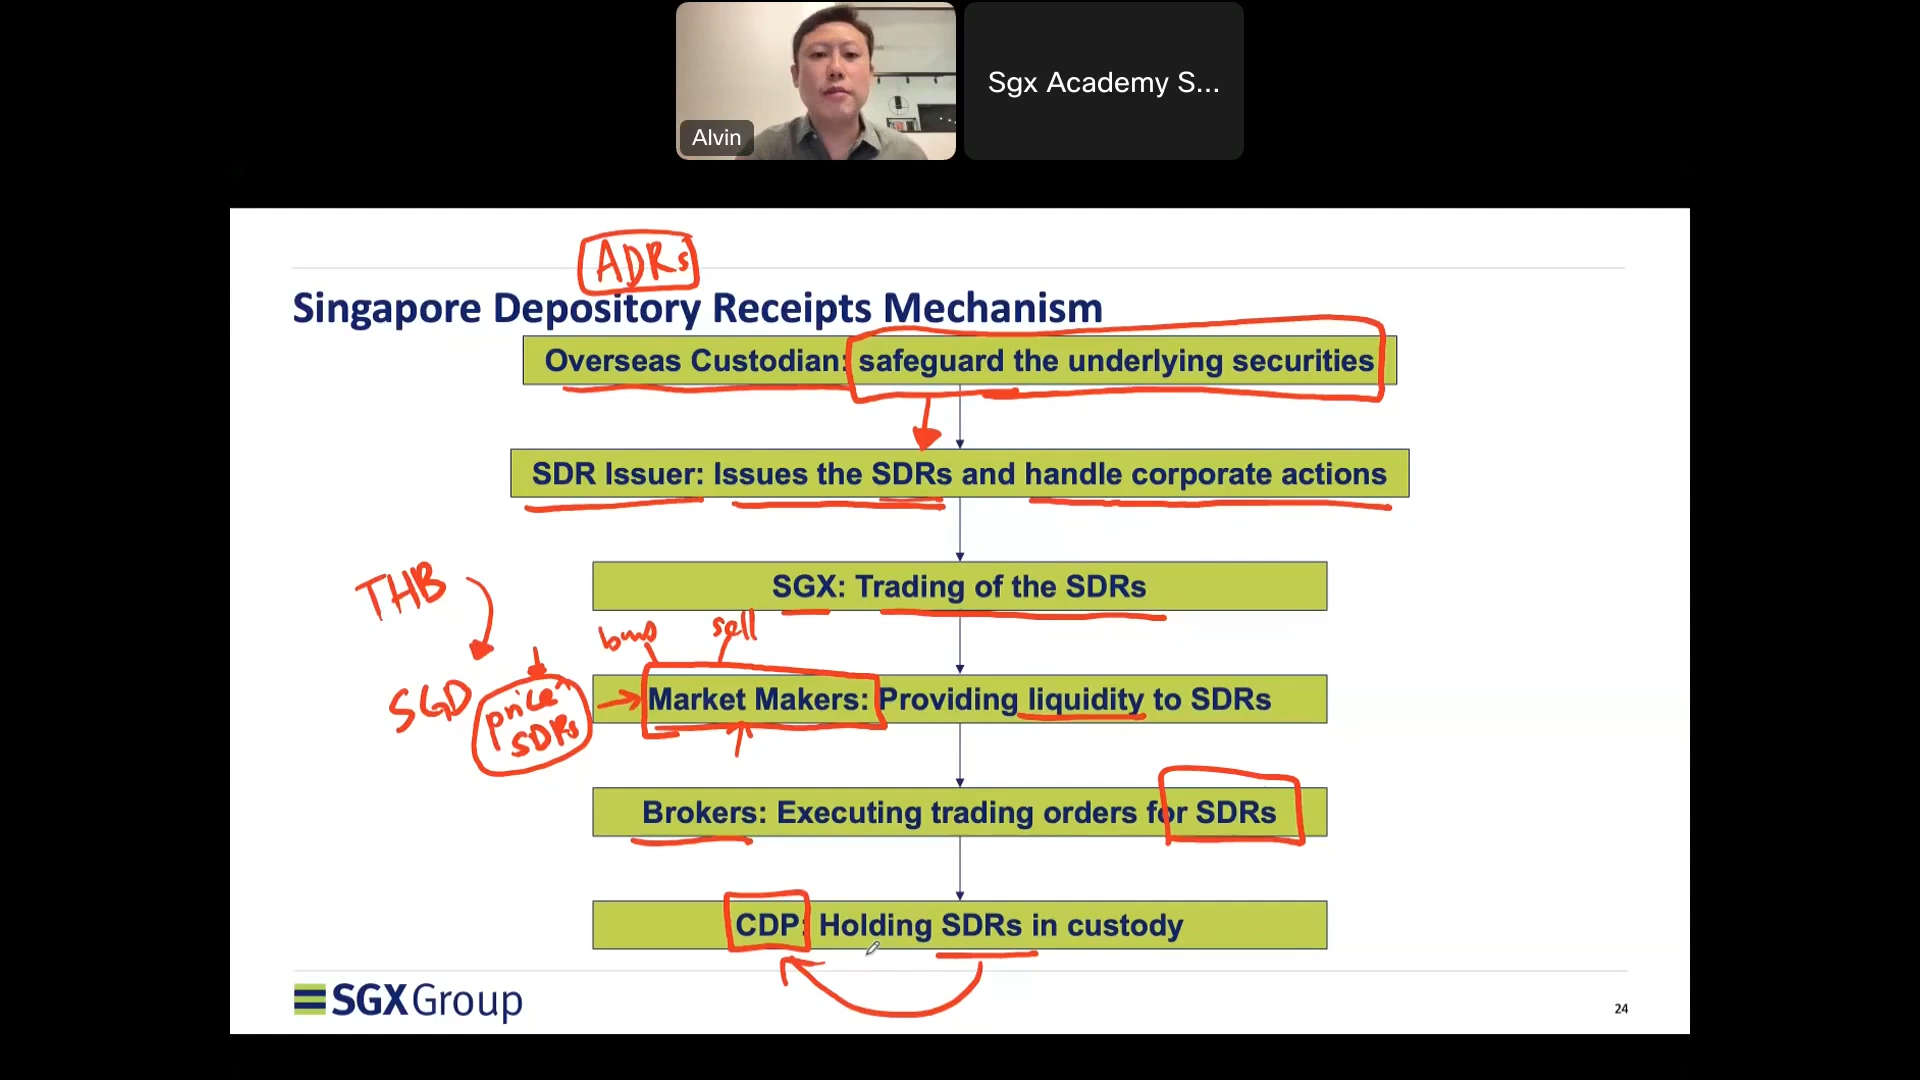 Alvin
Sgx Academy S...
ADRs
Singapore Depository Receipts Mechanism
Overseas Custodian: safeguard the underlying securities
SDR Issuer: Issues the SDRs and handle corporate actions
THB
SGX: Trading of the SDRs
sell
SGD
price
SDRs
Market Makers: Providing liquidity to SDRs
Brokers: Executing trading orders for SDRs
CDP: Holding SDRs in custody
SGX Group
24